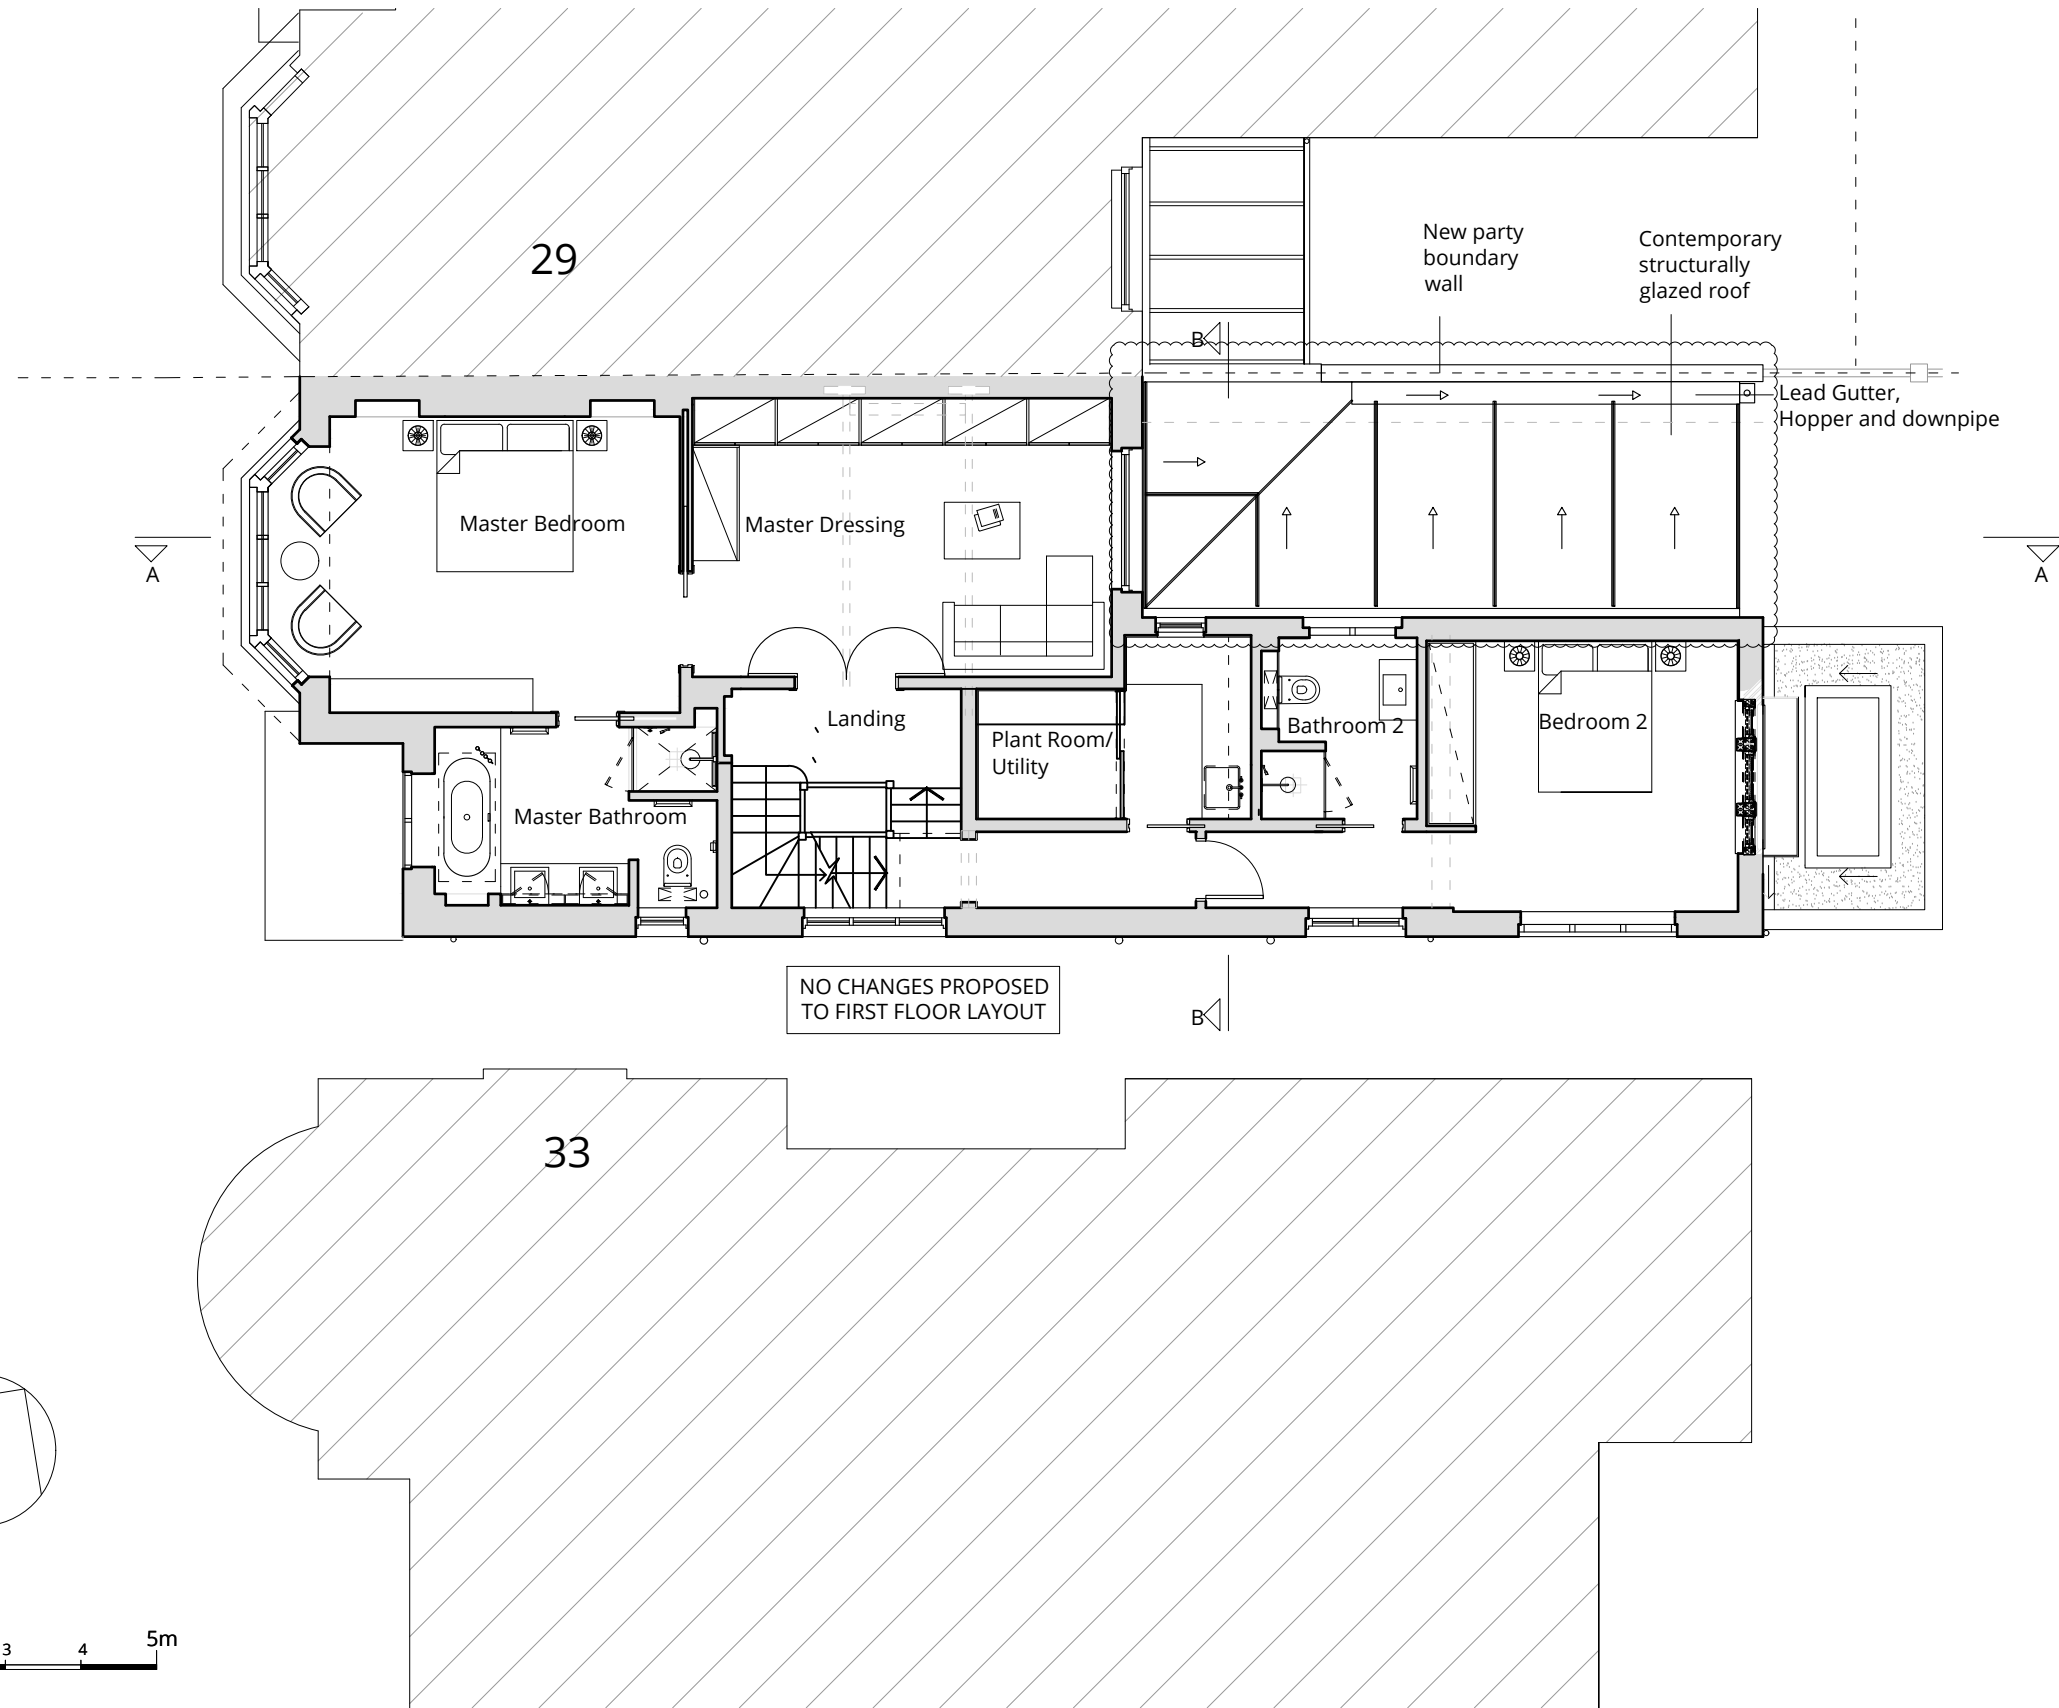 29
New party
boundary
wall
Contemporary
structurally
glazed roof
B
Lead Gutter,
Hopper and downpipe
Master Bedroom
Master Dressing
A
A
Landing
Plant Room/
Utility
Bathroom 2
Bedroom 2
Master Bathroom
NO CHANGES PROPOSED
TO FIRST FLOOR LAYOUT
B
33
3 4 5m